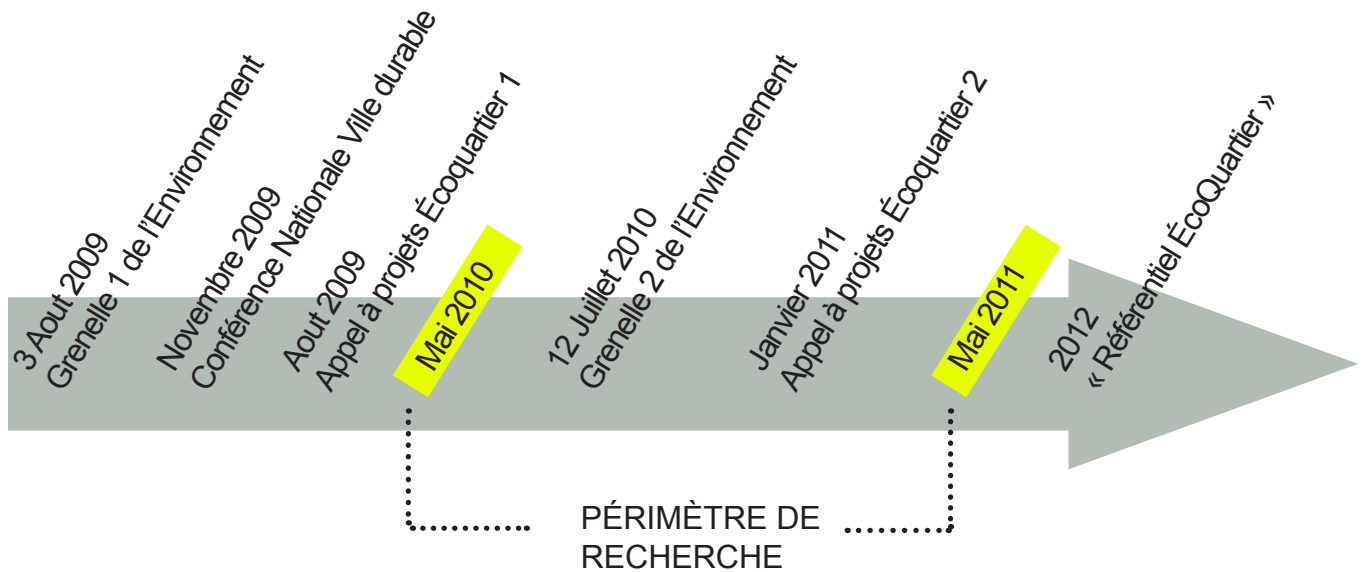 3 Aout 2009
Grenelle 1 de l'Environnement
Novembre 2009
Conférence Nationale Ville durable
Aout 2009
Appel à projets Écoquartier 1
Mai 2010
12 Juillet 2010
Grenelle 2 de l'Environnement
Janvier 2011
Appel à projets Écoquartier 2
Mai 2011
2012
« Référentiel ÉcoQuartier »
PÉRIMÈTRE DE
RECHERCHE